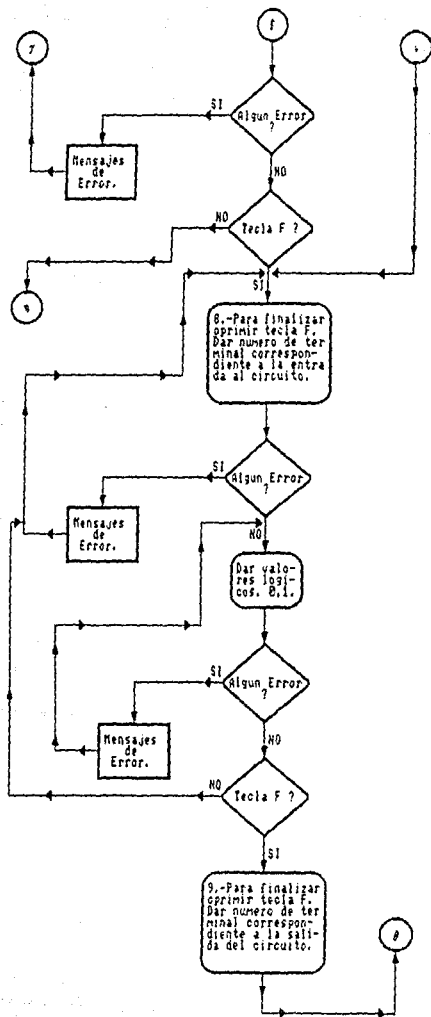 7
5
SI
Algun Error
?
Mensajes
de
Error.
NO
NO
Tecla F ?
SI
8.-Para finalizar
oprimir tecla F.
Dar numero de ter
minal correspon-
diente a la entra
da al circuito.
SI
Algun Error
?
Mensajes
de
Error.
NO
Dar valo-
res logi-
cos. 0,1.
SI
Algun Error
?
Mensajes
de
Error.
NO
NO
Tecla F ?
SI
9.-Para finalizar
oprimir tecla F.
Dar numero de ter
minal correspon-
diente a la sali-
da del circuito.
8